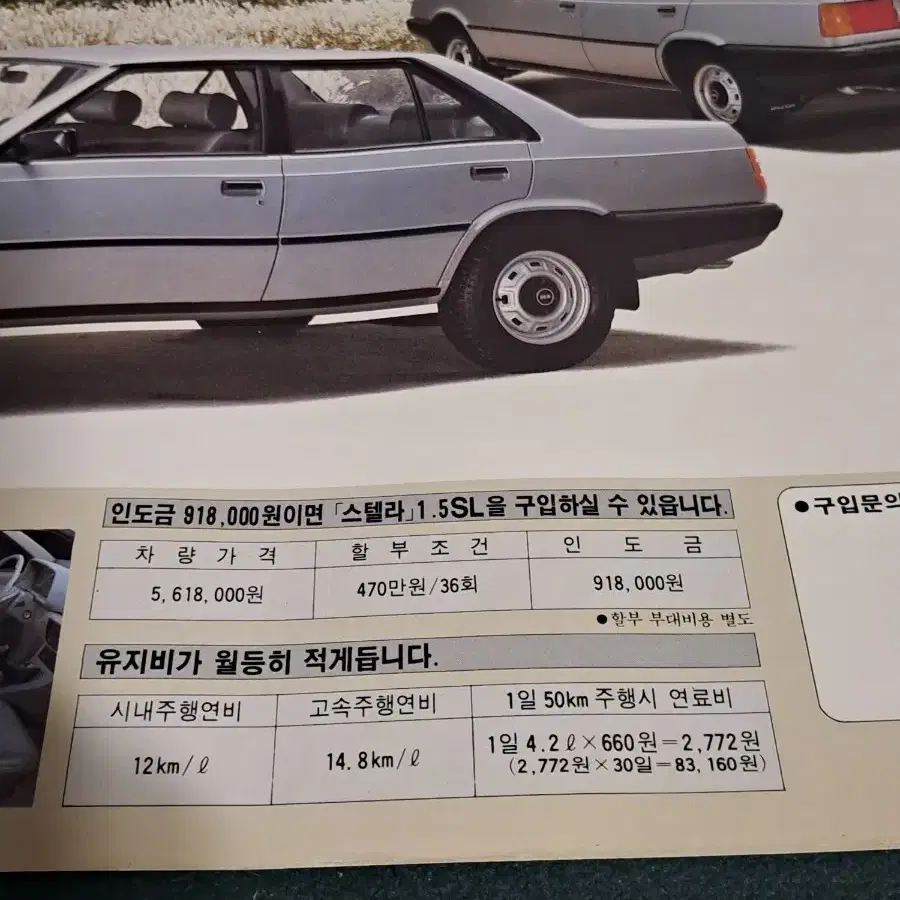 인도금 918,000원이면 「스텔라」1.5SL을 구입하실 수 있읍니다.
차 량 가 격 할 부 조 건 인 도 금
5,618,000원 470만원/36회 918,000원
●할부 부대비용 별도
유지비가 월등히 적게듭니다.
시내주행연비 고속주행연비 1일 50km 주행시 연료비
12km/ℓ 14.8km/ℓ 1일 4.2ℓ×660원=2,772원
(2,772원×30일=83,160원)
●구입문의